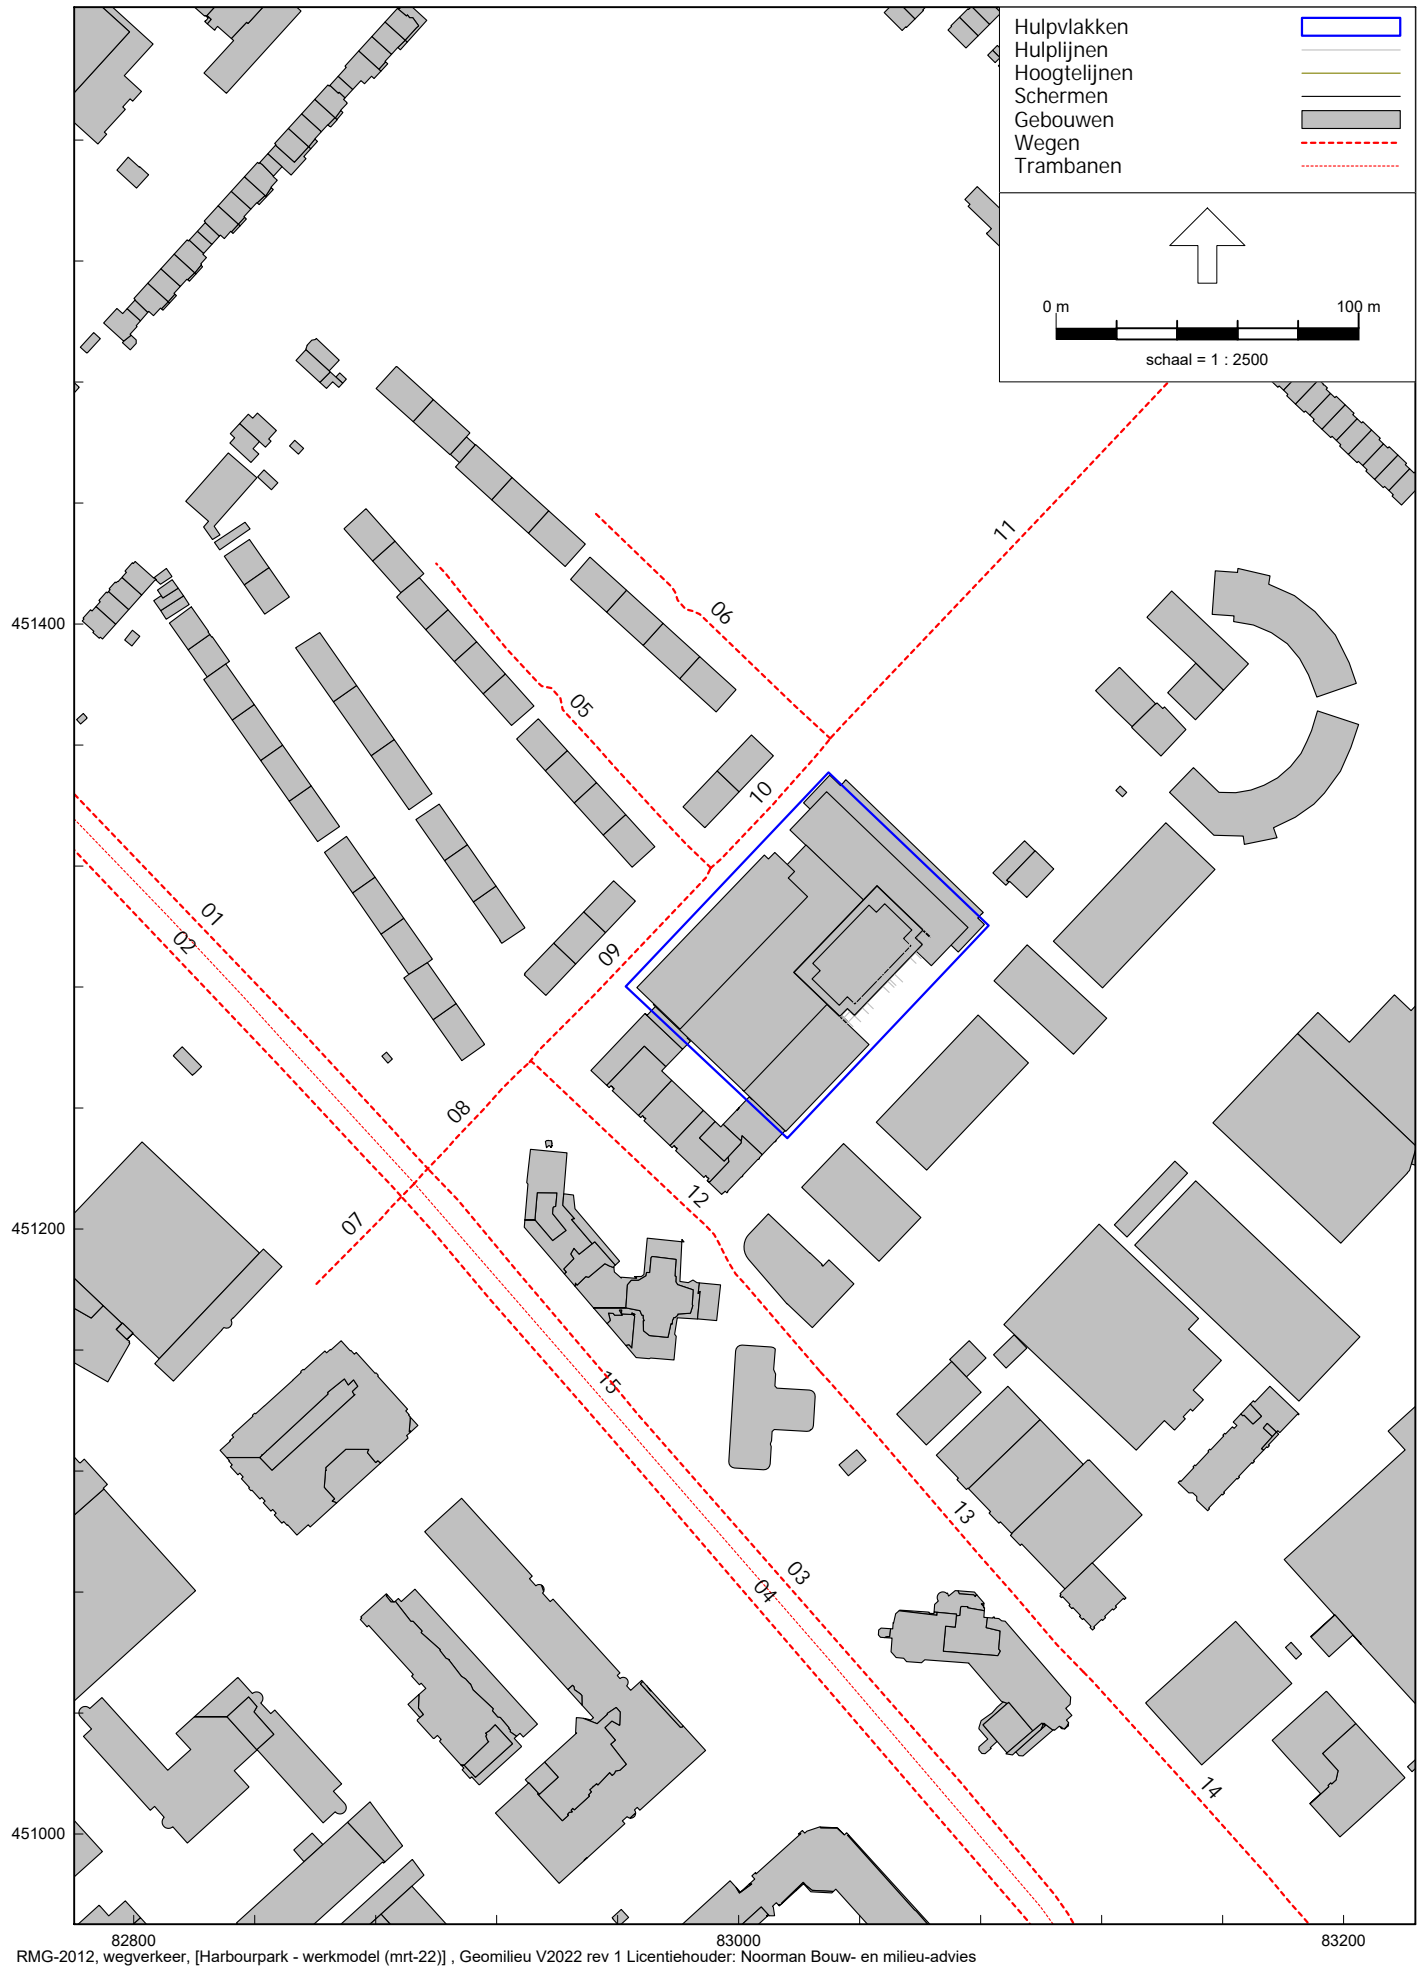 Hulpvlakken
Hulplijnen
Hoogtelijnen
Schermen
Gebouwen
Wegen
Trambanen
0 m 100 m
schaal = 1 : 2500
11
06
05
10
01
02
09
08
12
07
15
13
03
04
14
451400
451200
451000
82800 83000 83200
RMG-2012, wegverkeer, [Harbourpark - werkmodel (mrt-22)] , Geomilieu V2022 rev 1 Licentiehouder: Noorman Bouw- en milieu-advies